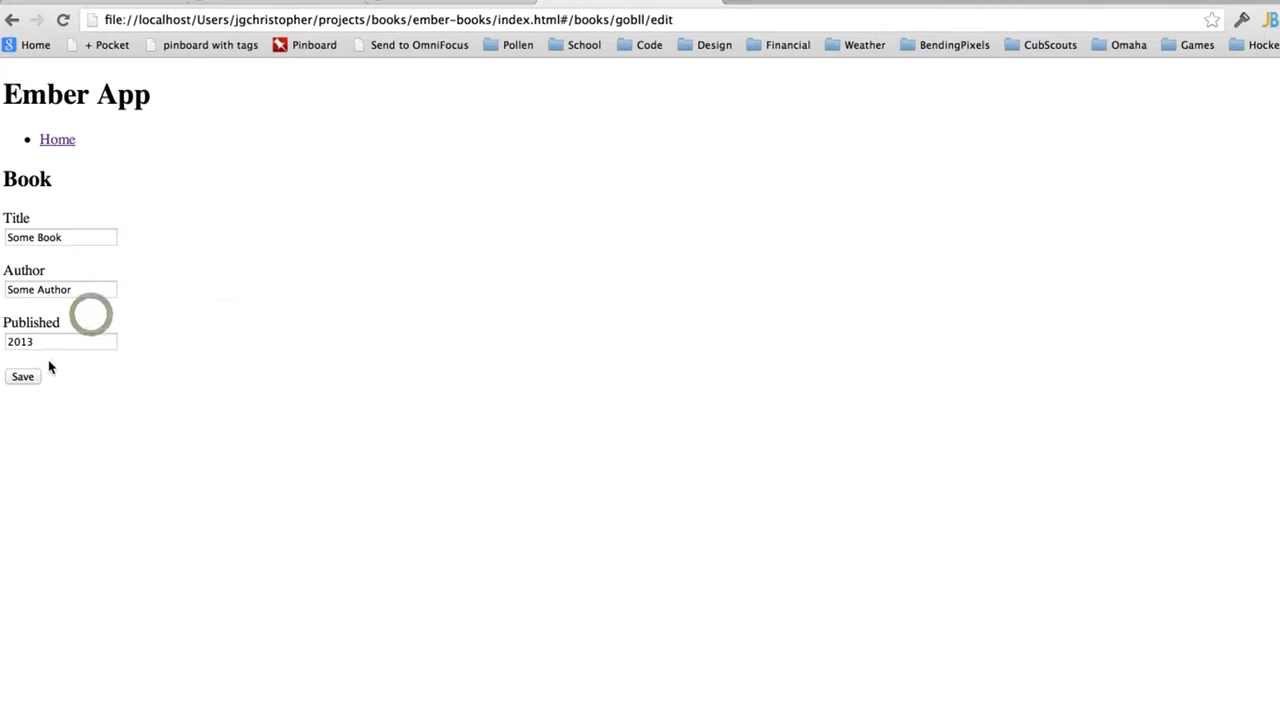 file://localhost/Users/jgchristopher/projects/books/ember-books/index.html#/books/gobll/edit
Home + Pocket pinboard with tags Pinboard Send to OmniFocus Pollen School Code Design Financial Weather BendingPixels CubScouts Omaha Games Hocke
Ember App
Home
Book
Title
Some Book
Author
Some Author
Published
2013
Save